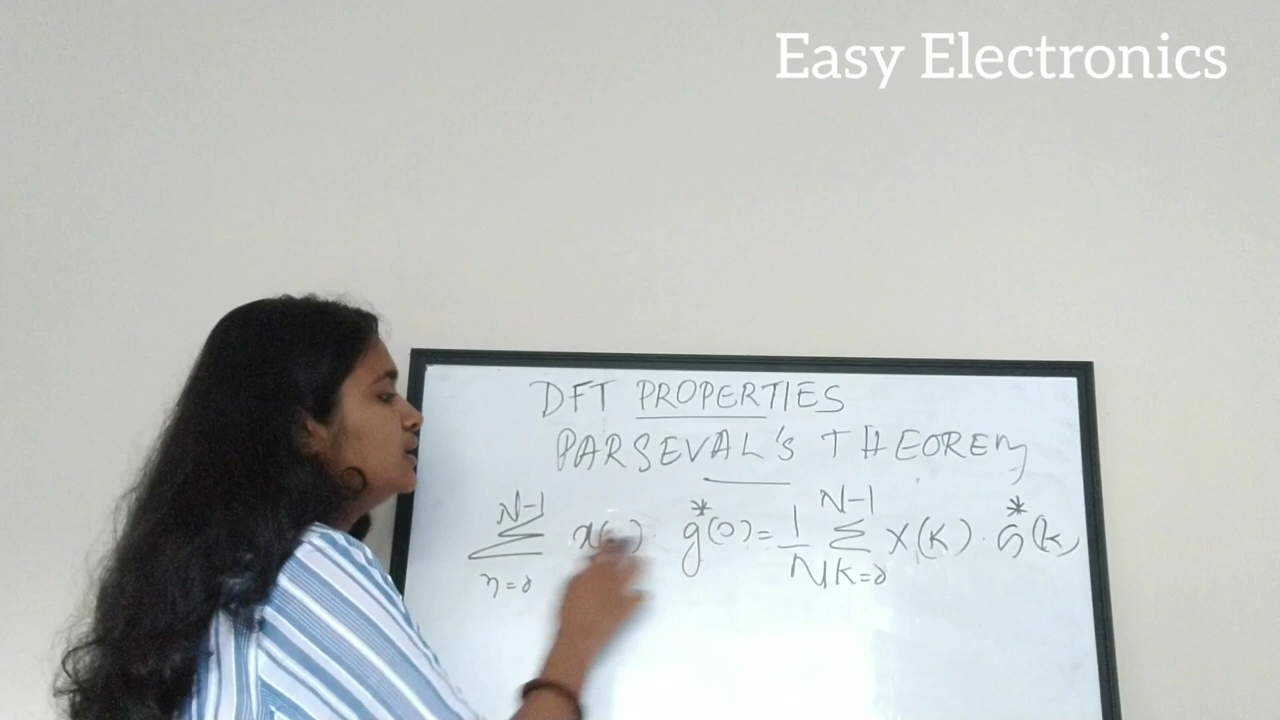 Easy Electronics
DFT PROPERTIES
PARSEVAL'S THEOREM
N-1 N-1
∑ x( ) . g*(n) = 1/N ∑ X(K) . G*(k)
n=0 K=0